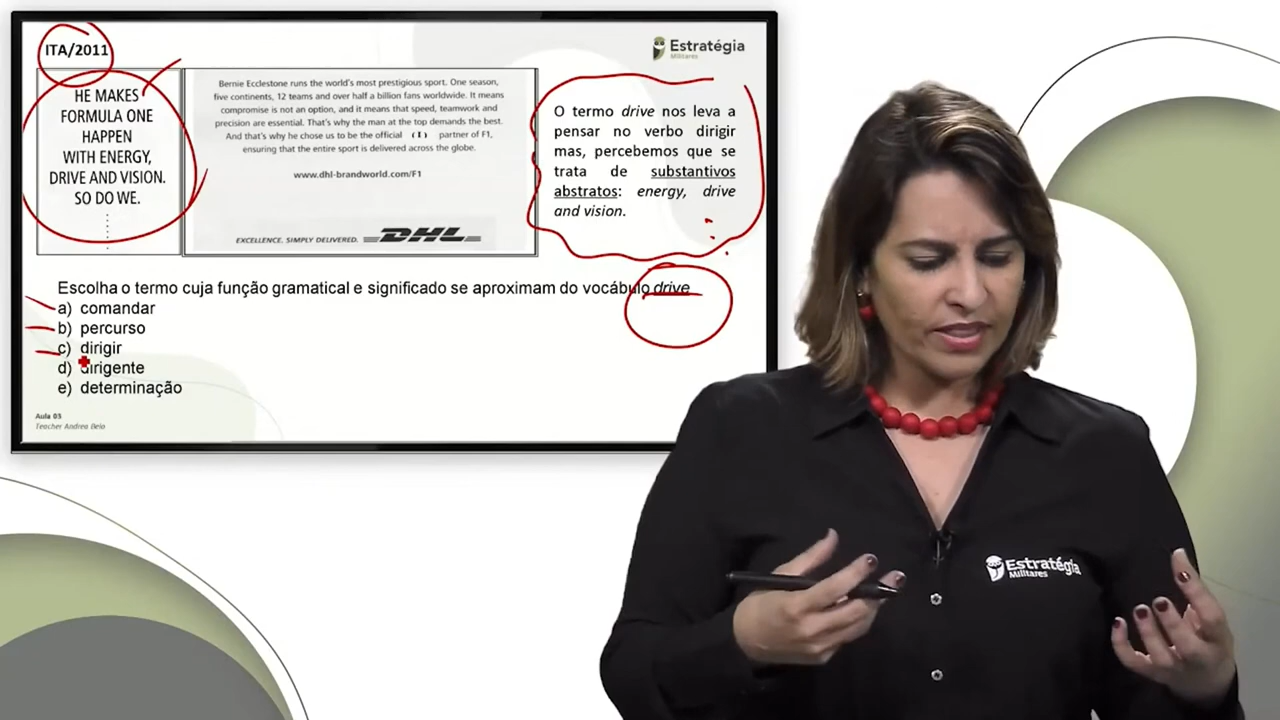 ITA/2011
Estratégia
Militares
HE MAKES
FORMULA ONE
HAPPEN
WITH ENERGY,
DRIVE AND VISION.
SO DO WE.
Bernie Ecclestone runs the world's most prestigious sport. One season,
five continents, 12 teams and over half a billion fans worldwide. It means
compromise is not an option, and it means that speed, teamwork and
precision are essential. That's why the man at the top demands the best.
And that's why he chose us to be the official ( I ) partner of F1,
ensuring that the entire sport is delivered across the globe.
www.dhl-brandworld.com/F1
EXCELLENCE. SIMPLY DELIVERED. DHL
O termo drive nos leva a
pensar no verbo dirigir
mas, percebemos que se
trata de substantivos
abstratos: energy, drive
and vision.
Escolha o termo cuja função gramatical e significado se aproximam do vocábulo drive
a) comandar
b) percurso
c) dirigir
d) dirigente
e) determinação
Aula 03
Teacher Andrea Belo
Estratégia
Militares